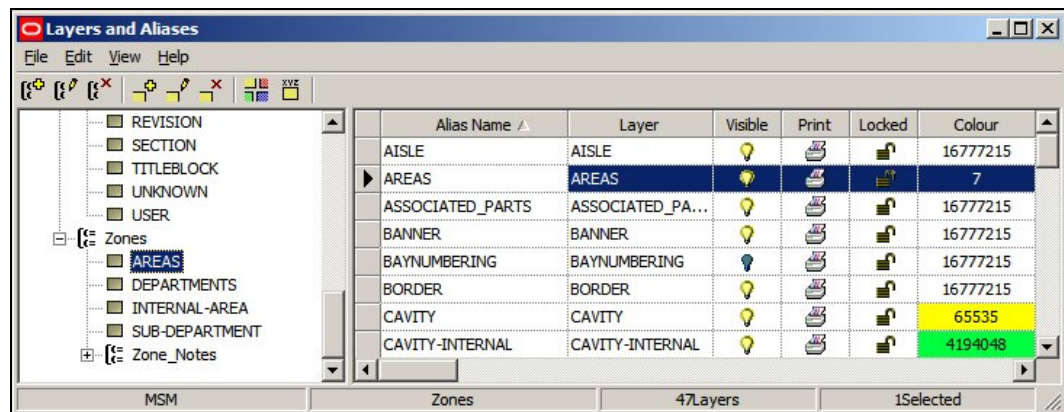 Layers and Aliases
File Edit View Help
XYZ
REVISION
SECTION
TITLEBLOCK
UNKNOWN
USER
Zones
AREAS
DEPARTMENTS
INTERNAL-AREA
SUB-DEPARTMENT
Zone_Notes
Alias Name Layer Visible Print Locked Colour
AISLE AISLE 16777215
AREAS AREAS 7
ASSOCIATED_PARTS ASSOCIATED_PA... 16777215
BANNER BANNER 16777215
BAYNUMBERING BAYNUMBERING 16777215
BORDER BORDER 16777215
CAVITY CAVITY 65535
CAVITY-INTERNAL CAVITY-INTERNAL 4194048
MSM Zones 47Layers 1Selected